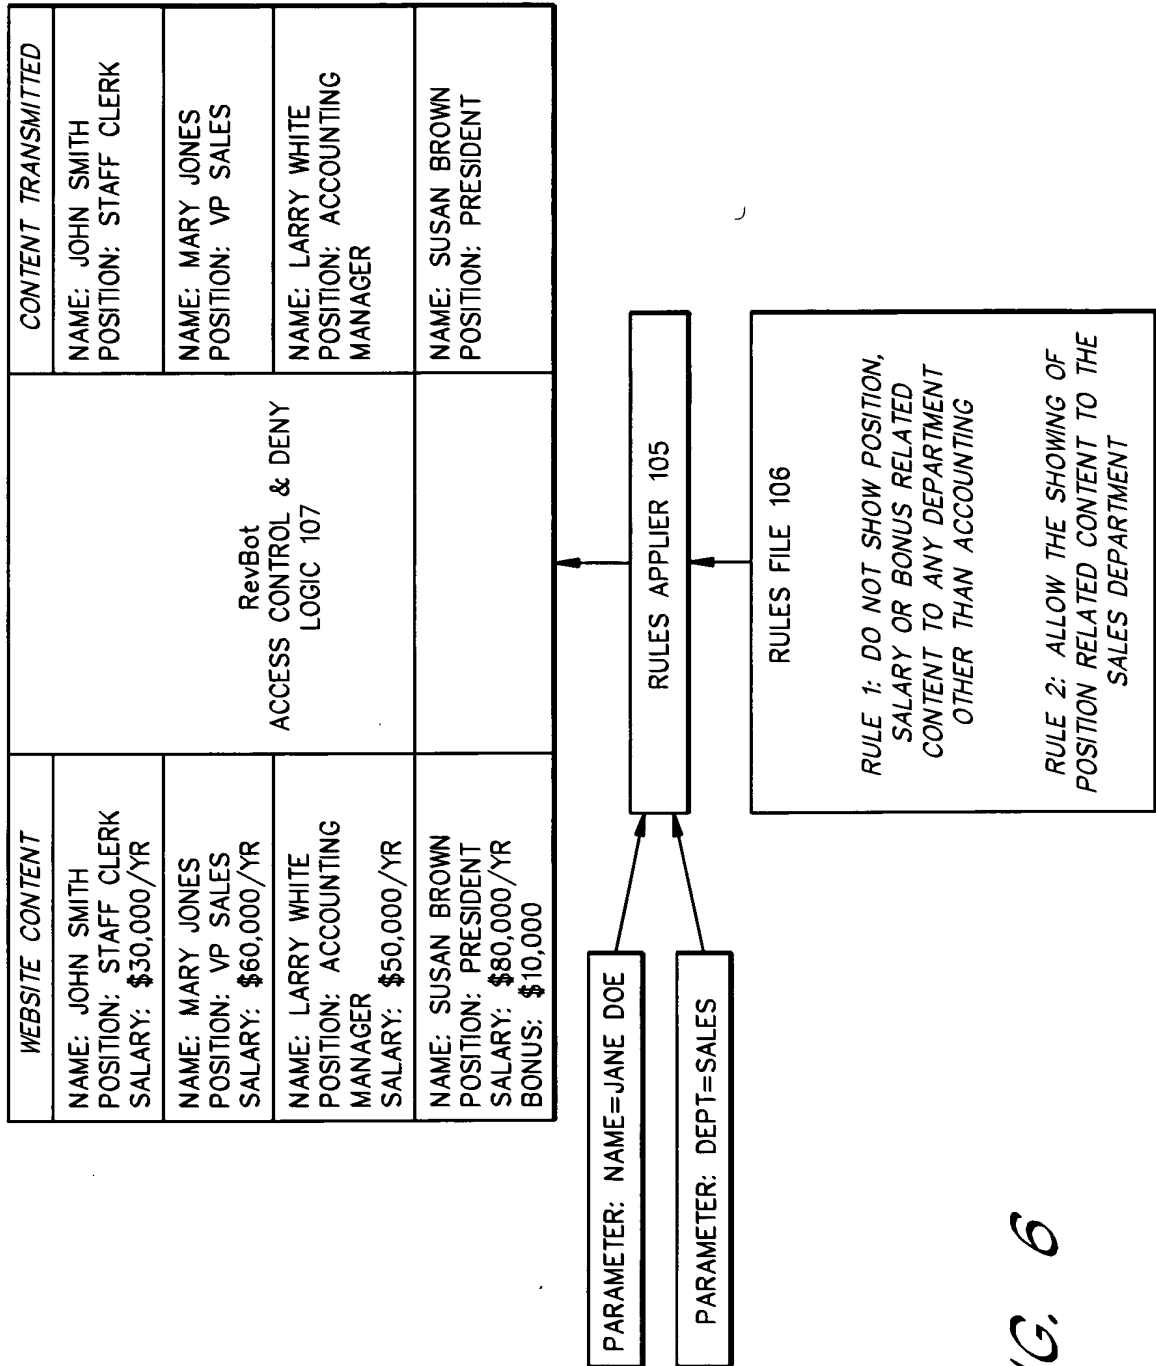 WEBSITE CONTENT
NAME: JOHN SMITH
POSITION: STAFF CLERK
SALARY: $30,000/YR
NAME: MARY JONES
POSITION: VP SALES
SALARY: $60,000/YR
NAME: LARRY WHITE
POSITION: ACCOUNTING
MANAGER
SALARY: $50,000/YR
NAME: SUSAN BROWN
POSITION: PRESIDENT
SALARY: $80,000/YR
BONUS: $10,000
RevBot
ACCESS CONTROL & DENY
LOGIC 107
CONTENT TRANSMITTED
NAME: JOHN SMITH
POSITION: STAFF CLERK
NAME: MARY JONES
POSITION: VP SALES
NAME: LARRY WHITE
POSITION: ACCOUNTING
MANAGER
NAME: SUSAN BROWN
POSITION: PRESIDENT
PARAMETER: NAME=JANE DOE
PARAMETER: DEPT=SALES
RULES APPLIER 105
RULES FILE 106
RULE 1: DO NOT SHOW POSITION,
SALARY OR BONUS RELATED
CONTENT TO ANY DEPARTMENT
OTHER THAN ACCOUNTING
RULE 2: ALLOW THE SHOWING OF
POSITION RELATED CONTENT TO THE
SALES DEPARTMENT
G. 6